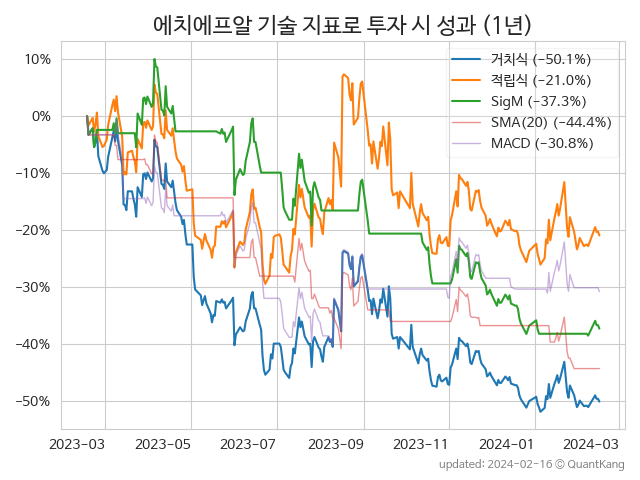 에치에프알 기술 지표로 투자 시 성과 (1년)
거치식 (−50.1%)
적립식 (−21.0%)
SigM (−37.3%)
SMA(20) (−44.4%)
MACD (−30.8%)
10%
0%
−10%
−20%
−30%
−40%
−50%
2023−03 2023−05 2023−07 2023−09 2023−11 2024−01 2024−03
updated: 2024−02−16 © QuantKang